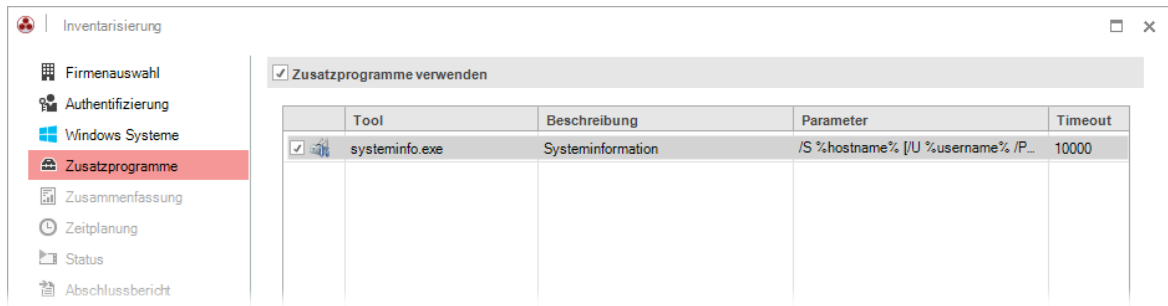 Inventarisierung
Firmenauswahl
Authentifizierung
Windows Systeme
Zusatzprogramme
Zusammenfassung
Zeitplanung
Status
Abschlussbericht
Zusatzprogramme verwenden
Tool Beschreibung Parameter Timeout
systeminfo.exe Systeminformation /S %hostname% [/U %username% /P... 10000